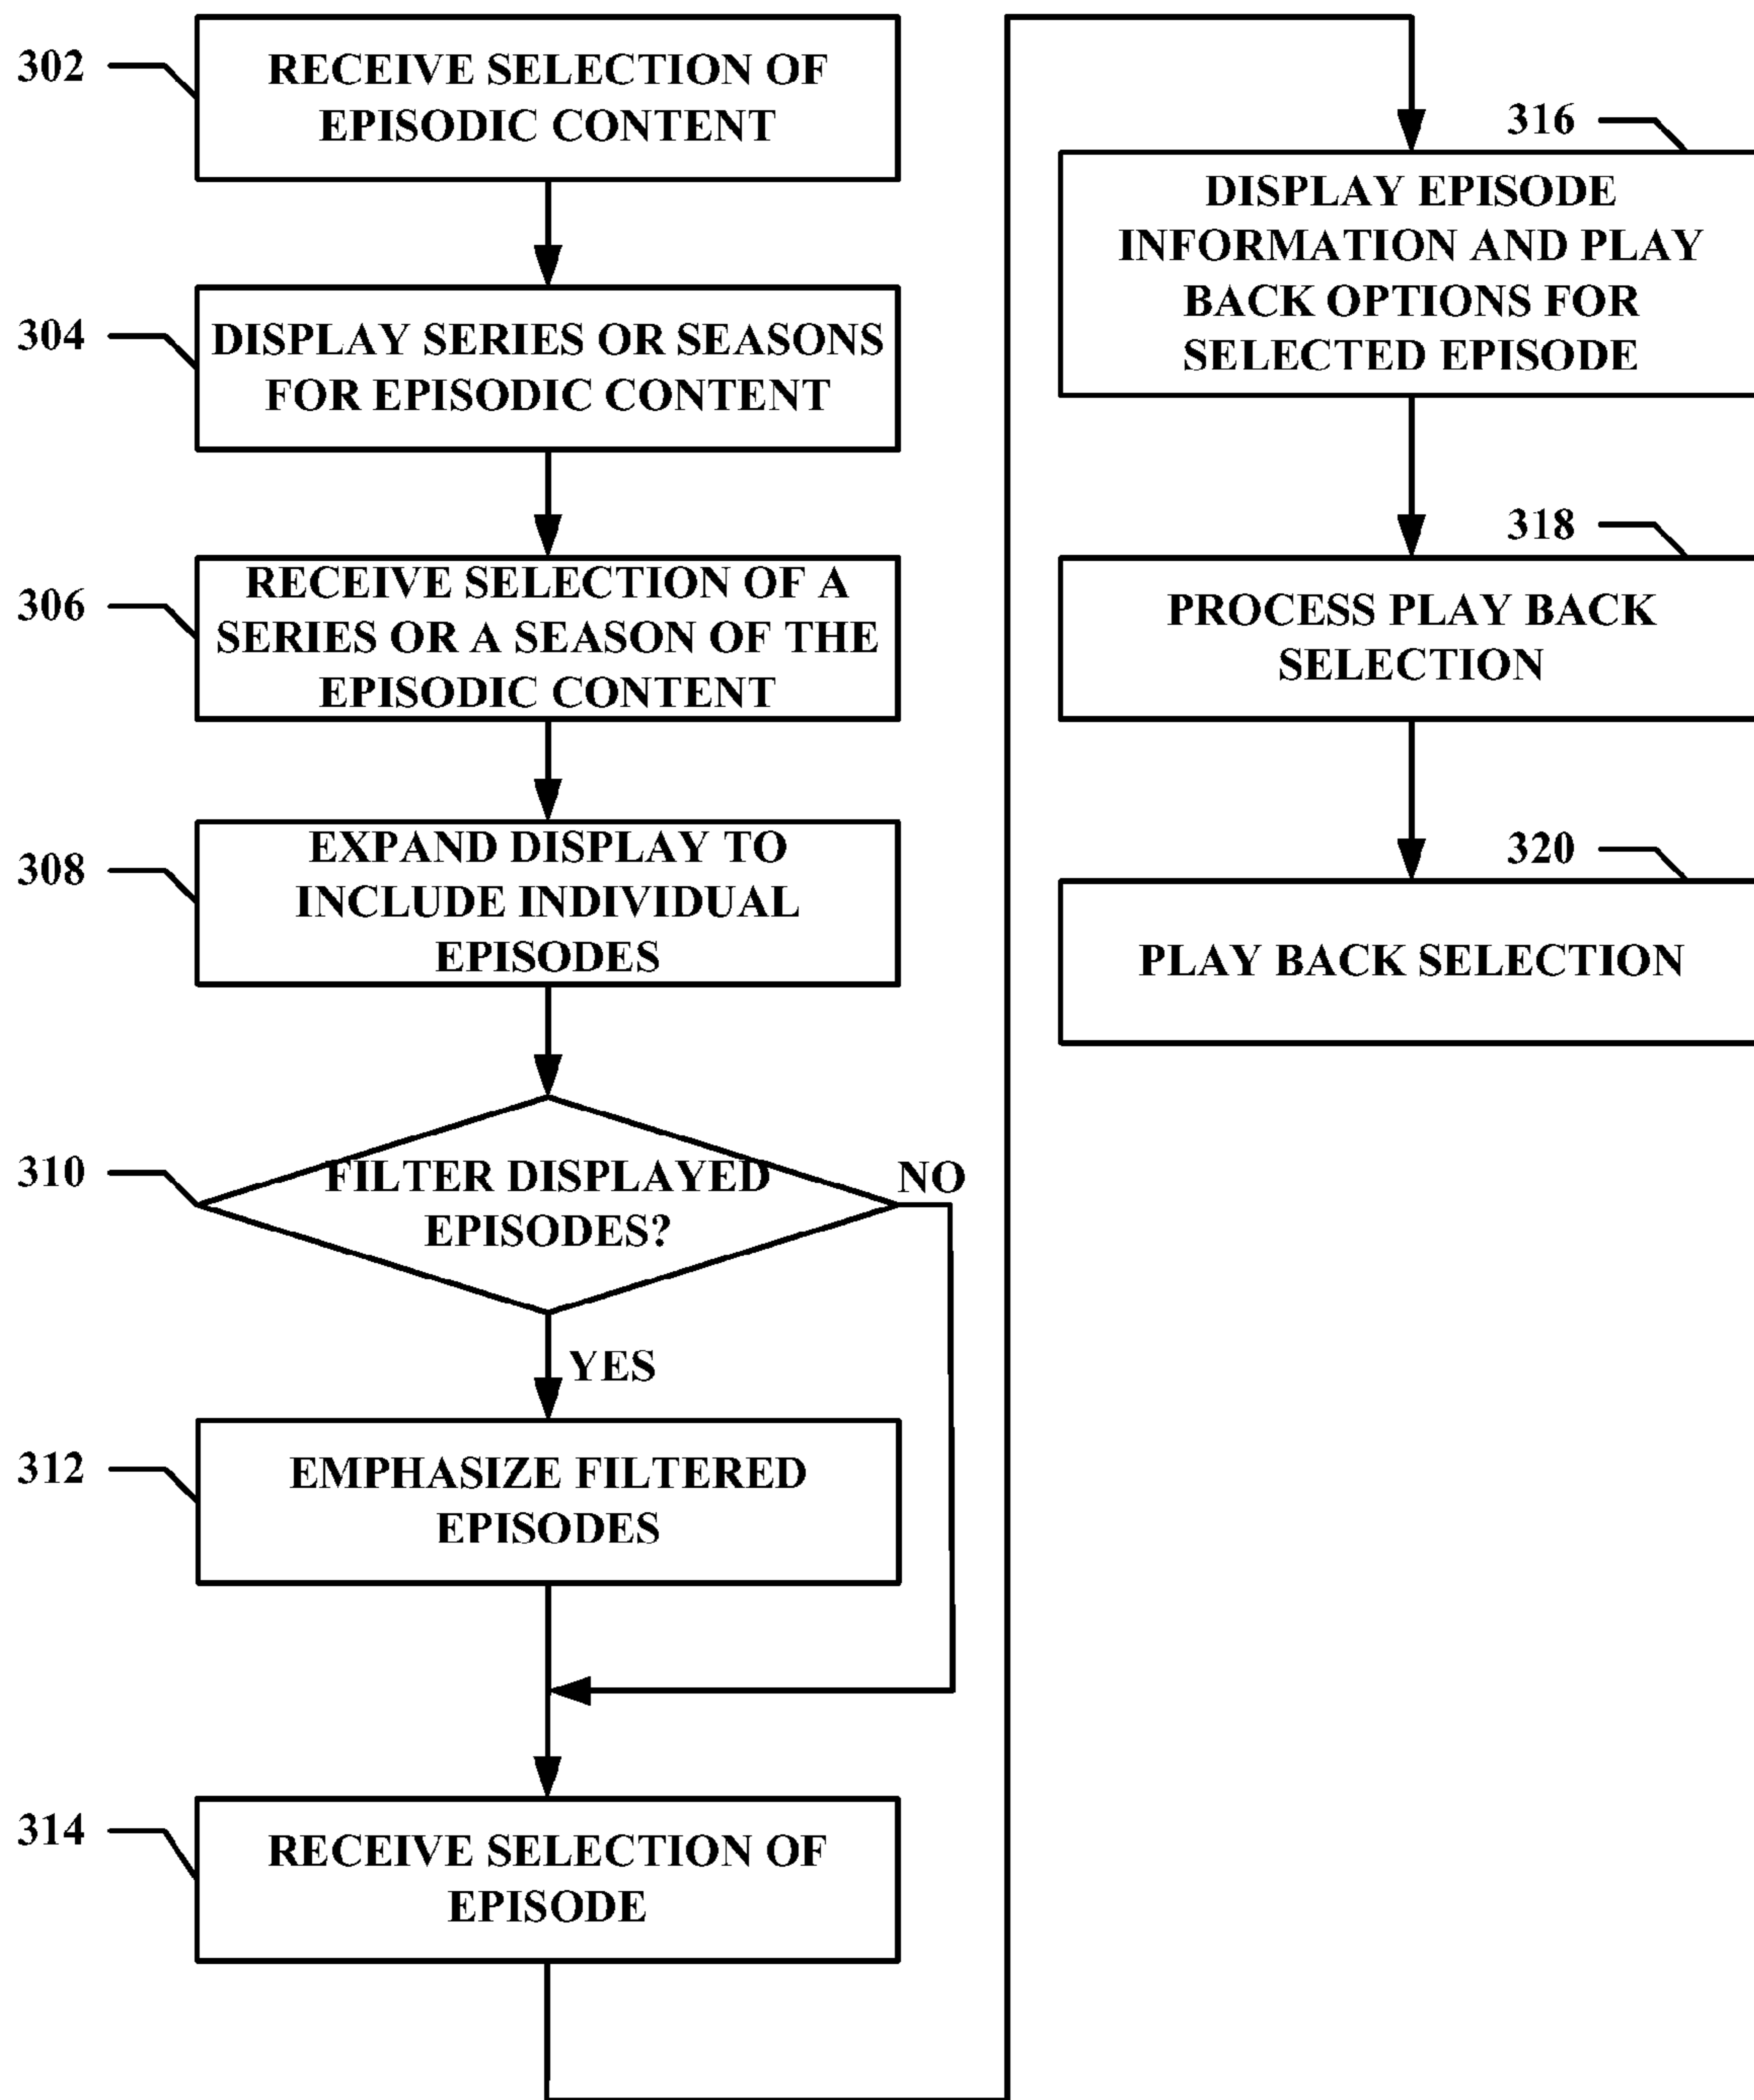 302
RECEIVE SELECTION OF
EPISODIC CONTENT
304
DISPLAY SERIES OR SEASONS
FOR EPISODIC CONTENT
306
RECEIVE SELECTION OF A
SERIES OR A SEASON OF THE
EPISODIC CONTENT
308
EXPAND DISPLAY TO
INCLUDE INDIVIDUAL
EPISODES
310
FILTER DISPLAYED
EPISODES?
NO
YES
312
EMPHASIZE FILTERED
EPISODES
314
RECEIVE SELECTION OF
EPISODE
316
DISPLAY EPISODE
INFORMATION AND PLAY
BACK OPTIONS FOR
SELECTED EPISODE
318
PROCESS PLAY BACK
SELECTION
320
PLAY BACK SELECTION